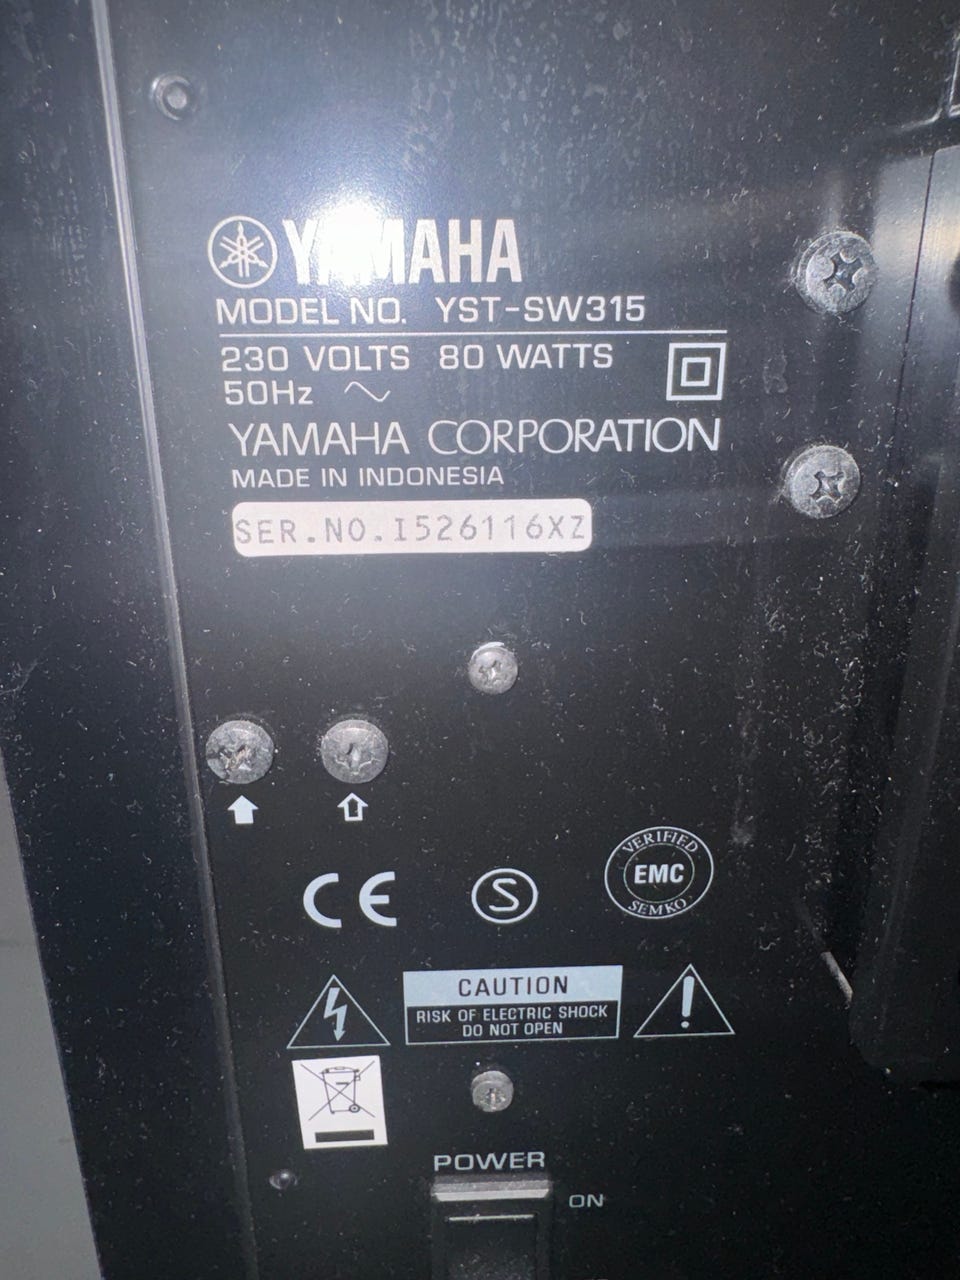 YAMAHA
MODEL NO. YST-SW315
230 VOLTS 80 WATTS
50Hz ~
YAMAHA CORPORATION
MADE IN INDONESIA
SER.NO.I526116XZ
CE
S
VERIFIED
EMC
SEMKO
CAUTION
RISK OF ELECTRIC SHOCK
DO NOT OPEN
POWER
ON